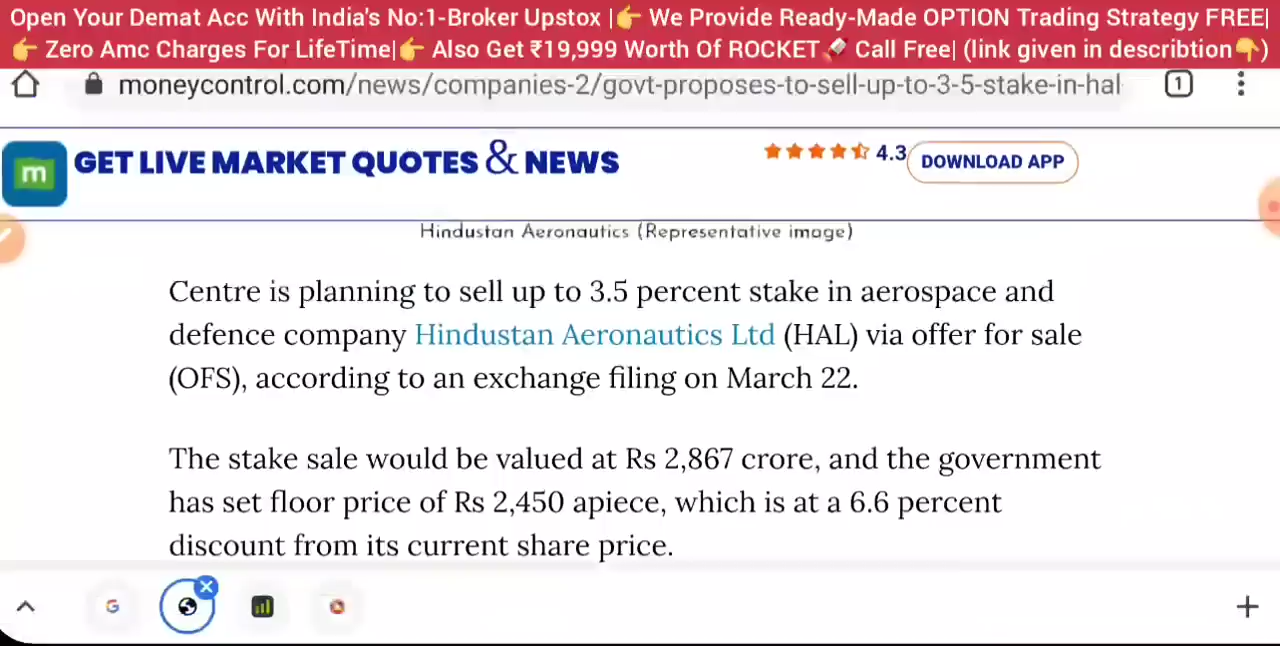 Open Your Demat Acc With India's No:1-Broker Upstox |👉 We Provide Ready-Made OPTION Trading Strategy FREE|
👉 Zero Amc Charges For LifeTime|👉 Also Get ₹19,999 Worth Of ROCKET🚀 Call Free| (link given in describtion👇)
moneycontrol.com/news/companies-2/govt-proposes-to-sell-up-to-3-5-stake-in-hal
1
m
GET LIVE MARKET QUOTES & NEWS
4.3
DOWNLOAD APP
Hindustan Aeronautics (Representative image)
Centre is planning to sell up to 3.5 percent stake in aerospace and
defence company Hindustan Aeronautics Ltd (HAL) via offer for sale
(OFS), according to an exchange filing on March 22.
The stake sale would be valued at Rs 2,867 crore, and the government
has set floor price of Rs 2,450 apiece, which is at a 6.6 percent
discount from its current share price.
G